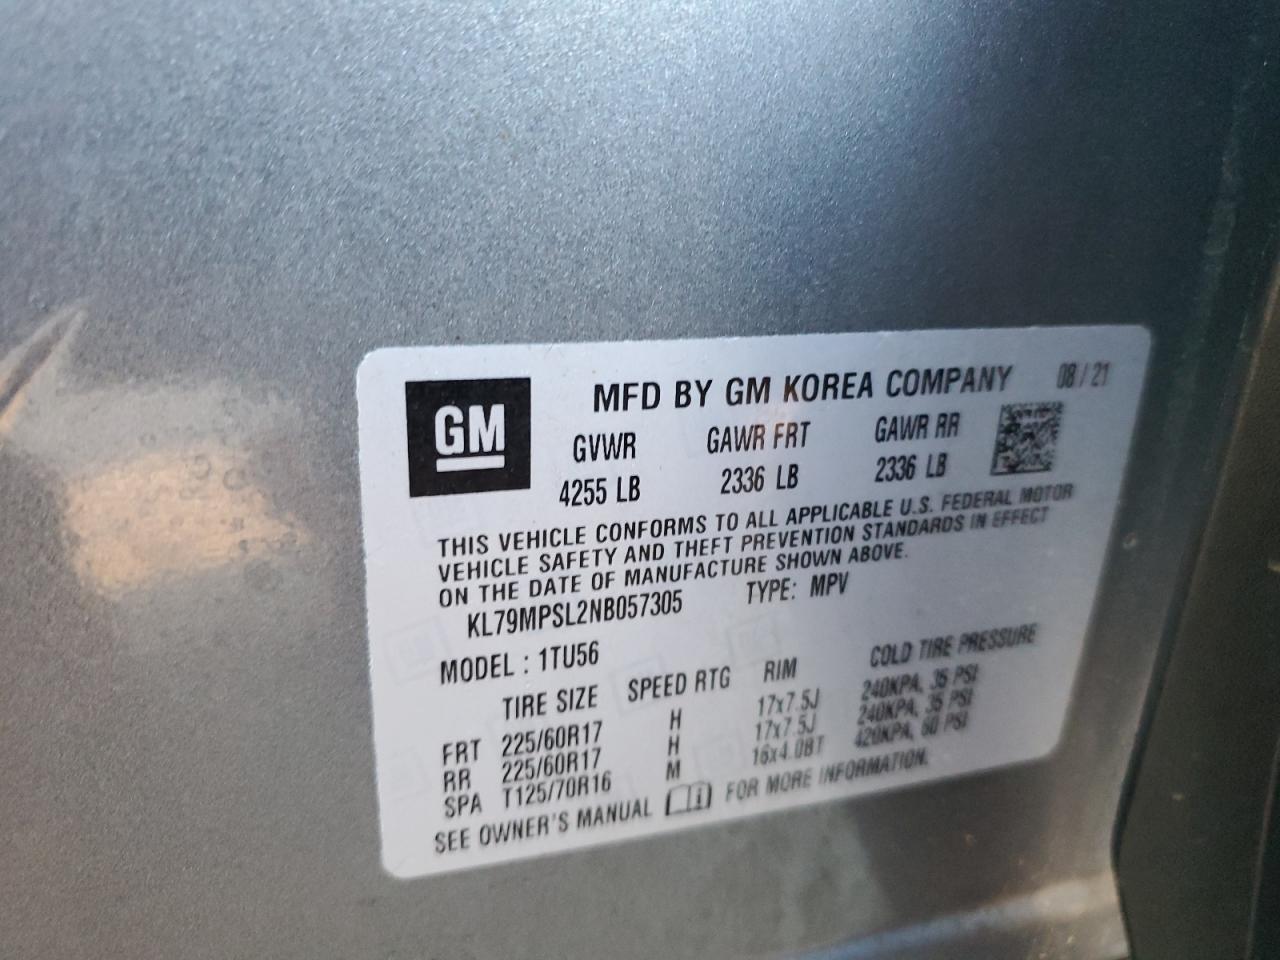 MFD BY GM KOREA COMPANY 08/21
GM
GVWR GAWR FRT GAWR RR
4255 LB 2336 LB 2336 LB
THIS VEHICLE CONFORMS TO ALL APPLICABLE U.S. FEDERAL MOTOR
VEHICLE SAFETY AND THEFT PREVENTION STANDARDS IN EFFECT
ON THE DATE OF MANUFACTURE SHOWN ABOVE.
KL79MPSL2NB057305 TYPE: MPV
MODEL : 1TU56
TIRE SIZE SPEED RTG RIM COLD TIRE PRESSURE
FRT 225/60R17 H 17x7.5J 240KPA, 35 PSI
RR 225/60R17 H 17x7.5J 240KPA, 35 PSI
SPA T125/70R16 M 16x4.0BT 420KPA, 60 PSI
SEE OWNER'S MANUAL FOR MORE INFORMATION.